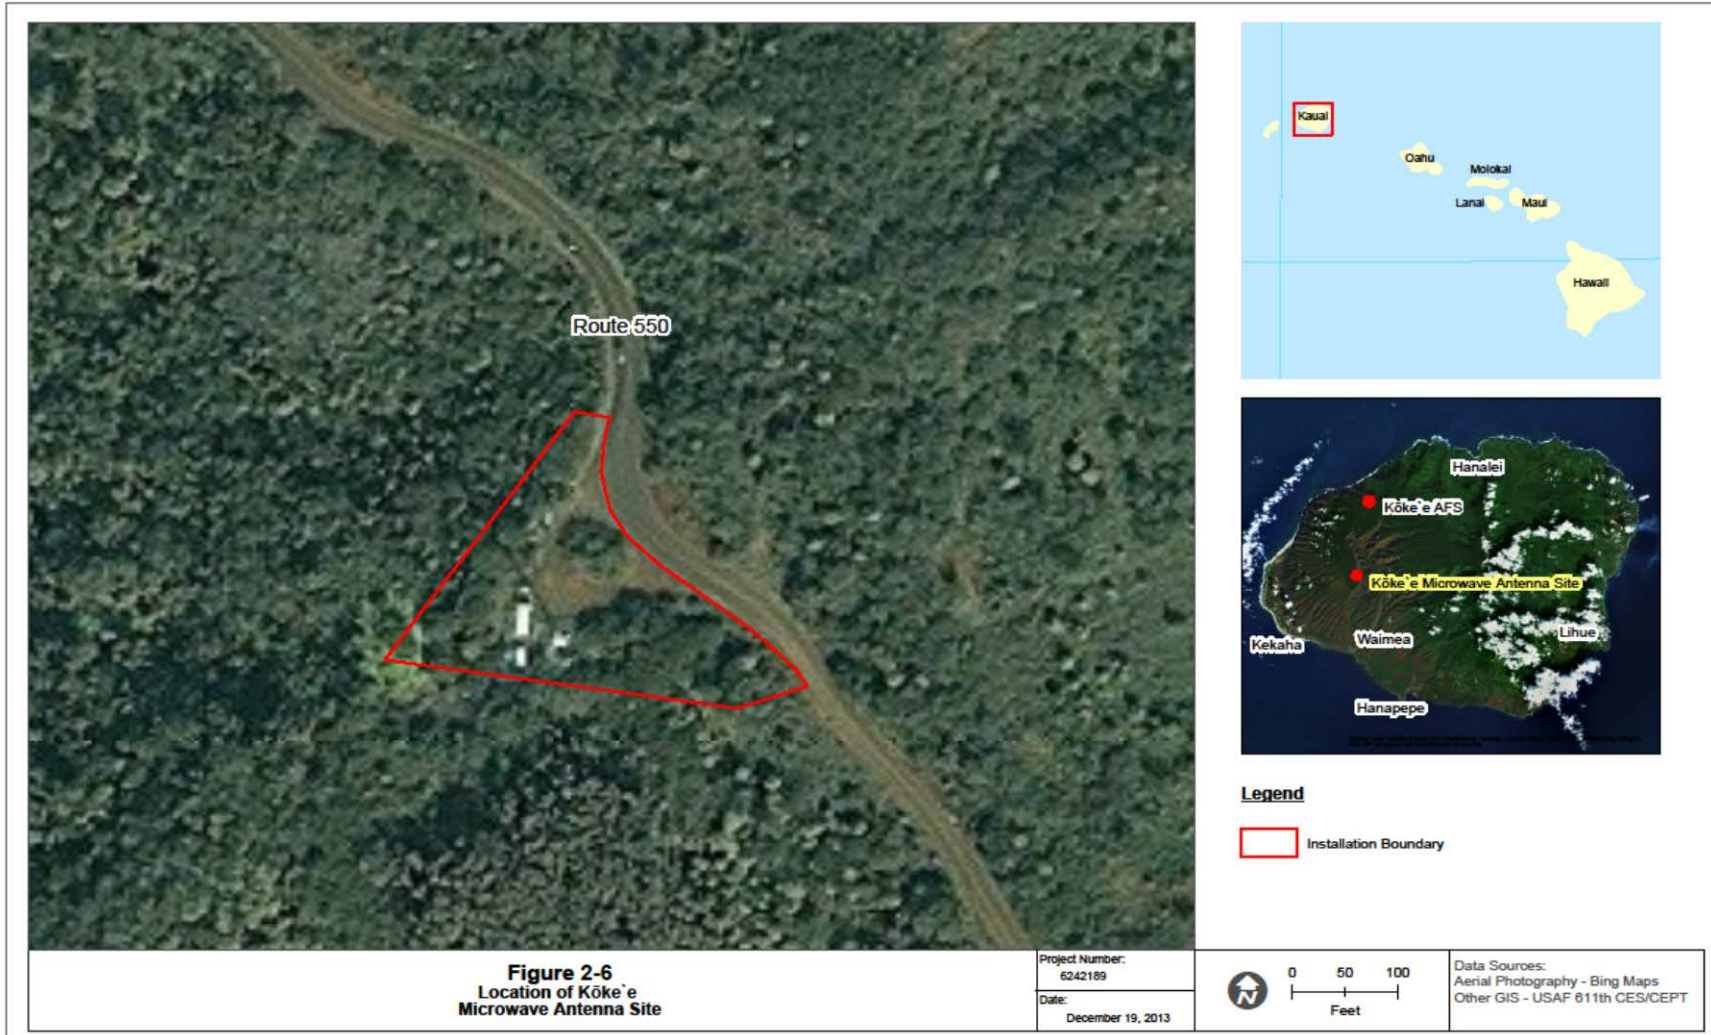 Route 550
Kauai
Oahu
Molokai
Lanai
Maui
Hawaii
Hanalei
Kōke`e AFS
Kōke`e Microwave Antenna Site
Waimea
Lihue
Kekaha
Hanapepe
Legend
Installation Boundary
Figure 2-6
Location of Kōke`e
Microwave Antenna Site
Project Number:
6242189
Date:
December 19, 2013
N
0 50 100
Feet
Data Sources:
Aerial Photography - Bing Maps
Other GIS - USAF 611th CES/CEPT